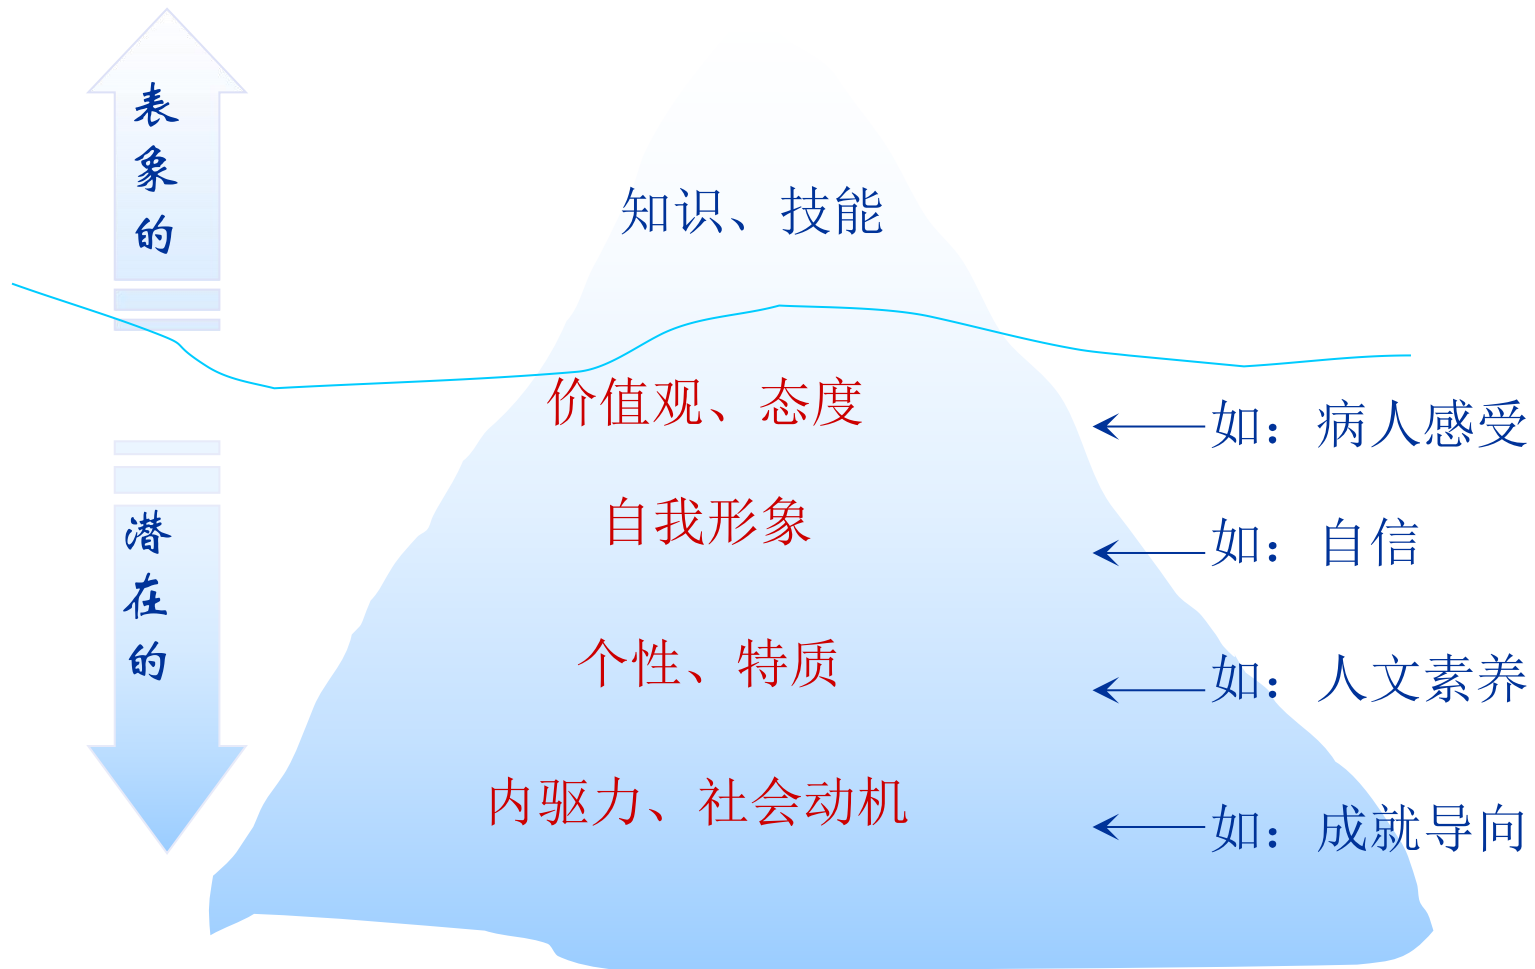 表象的
知识、技能
价值观、态度
如：病人感受
潜在的
自我形象
如：自信
个性、特质
如：人文素养
内驱力、社会动机
如：成就导向